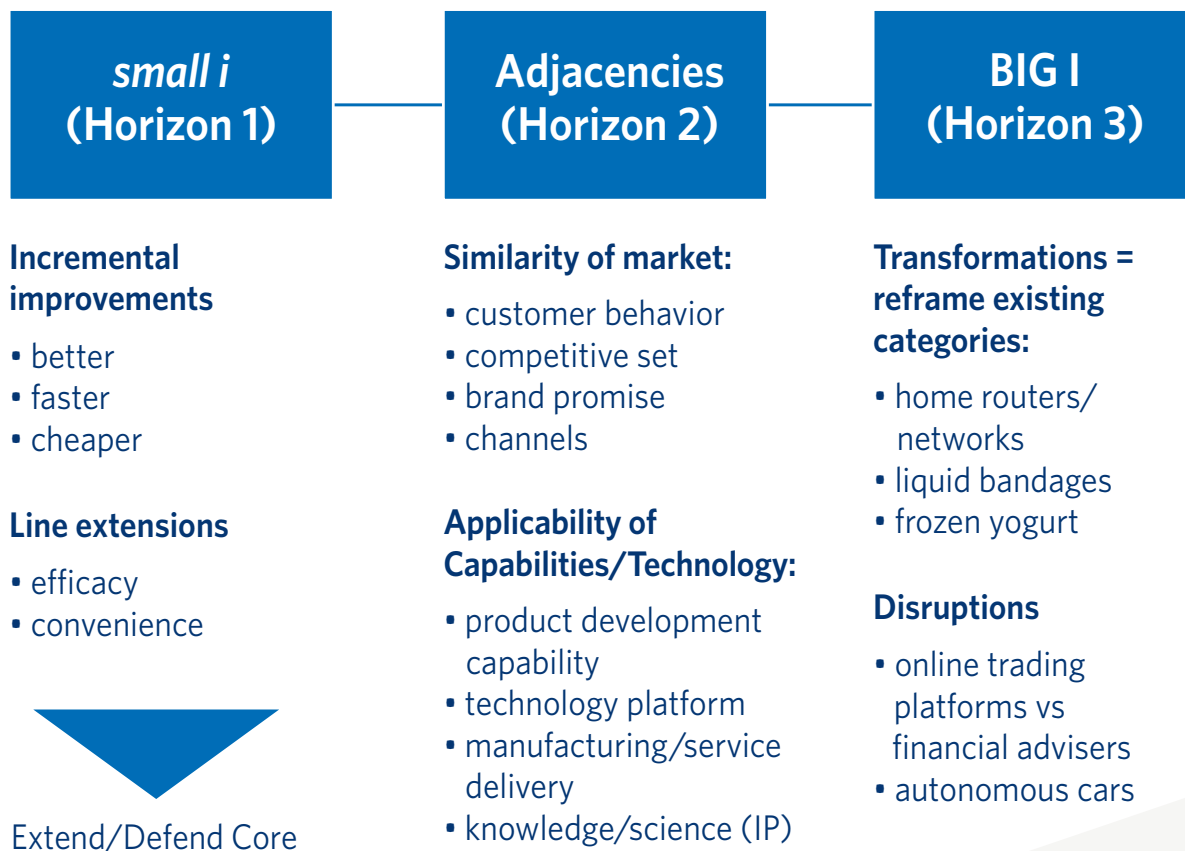 small i
(Horizon 1)
Adjacencies
(Horizon 2)
BIG I
(Horizon 3)
Incremental
improvements
• better
• faster
• cheaper
Line extensions
• efficacy
• convenience
Extend/Defend Core
Similarity of market:
• customer behavior
• competitive set
• brand promise
• channels
Applicability of
Capabilities/Technology:
• product development
capability
• technology platform
• manufacturing/service
delivery
• knowledge/science (IP)
Transformations =
reframe existing
categories:
• home routers/
networks
• liquid bandages
• frozen yogurt
Disruptions
• online trading
platforms vs
financial advisers
• autonomous cars